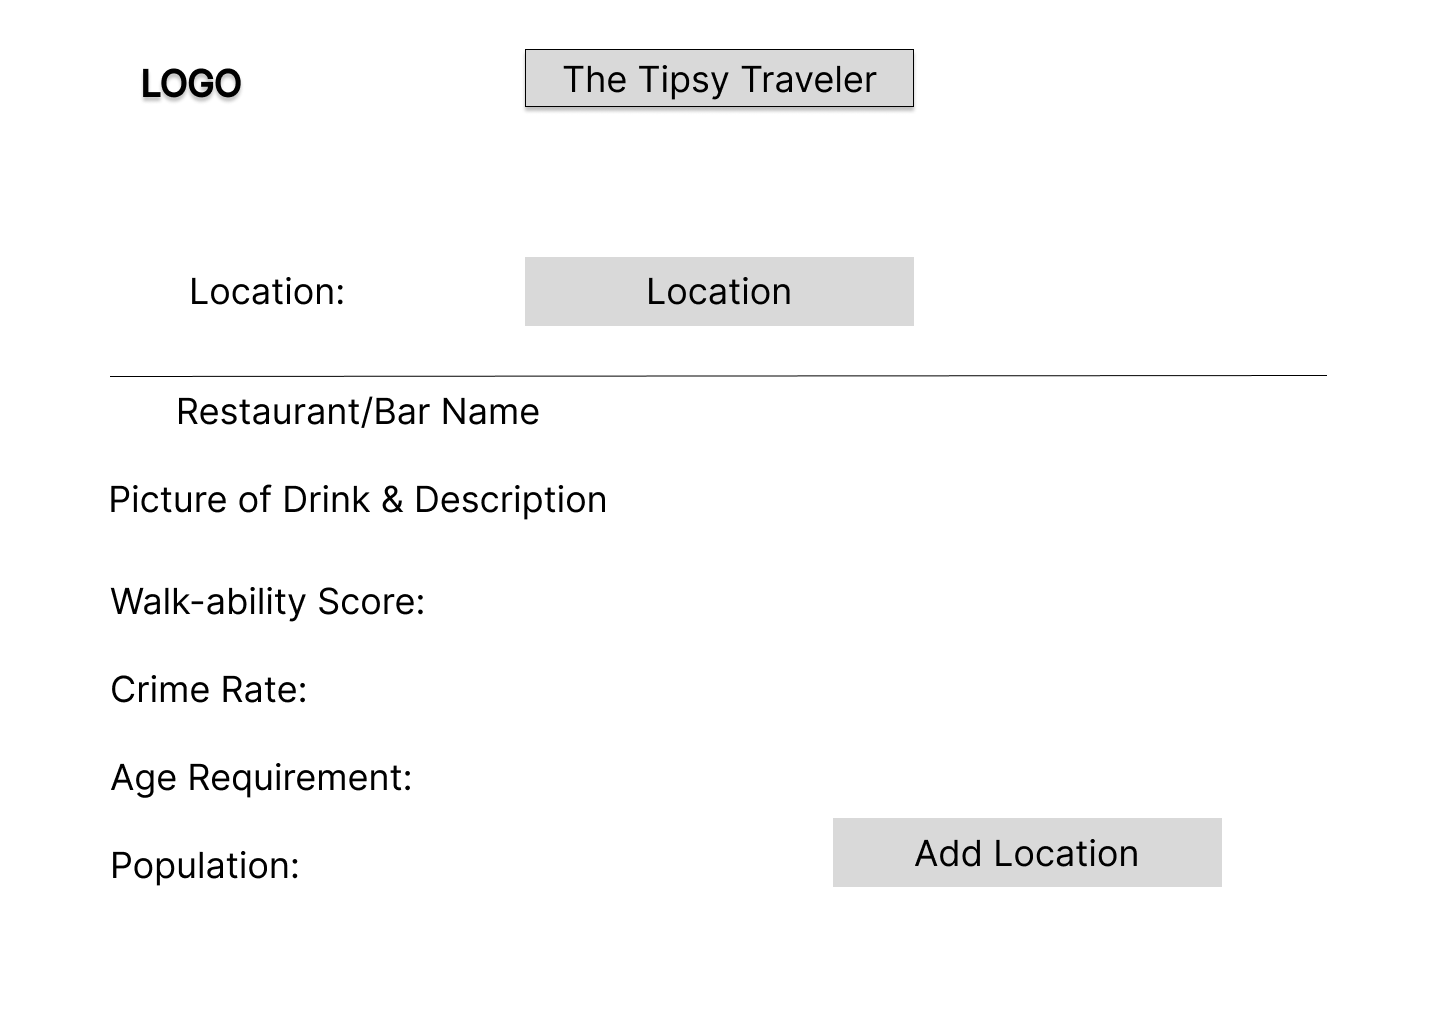 LOGO
The Tipsy Traveler
Location:
Location
Restaurant/Bar Name
Picture of Drink & Description
Walk-ability Score:
Crime Rate:
Age Requirement:
Population:
Add Location